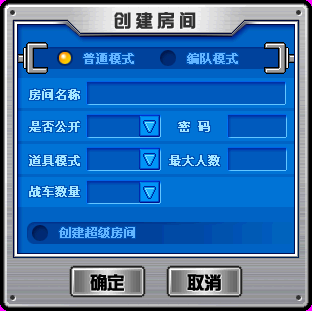 创建房间
普通模式 编队模式
房间名称
是否公开 密 码
道具模式 最大人数
战车数量
创建超级房间
确定 取消